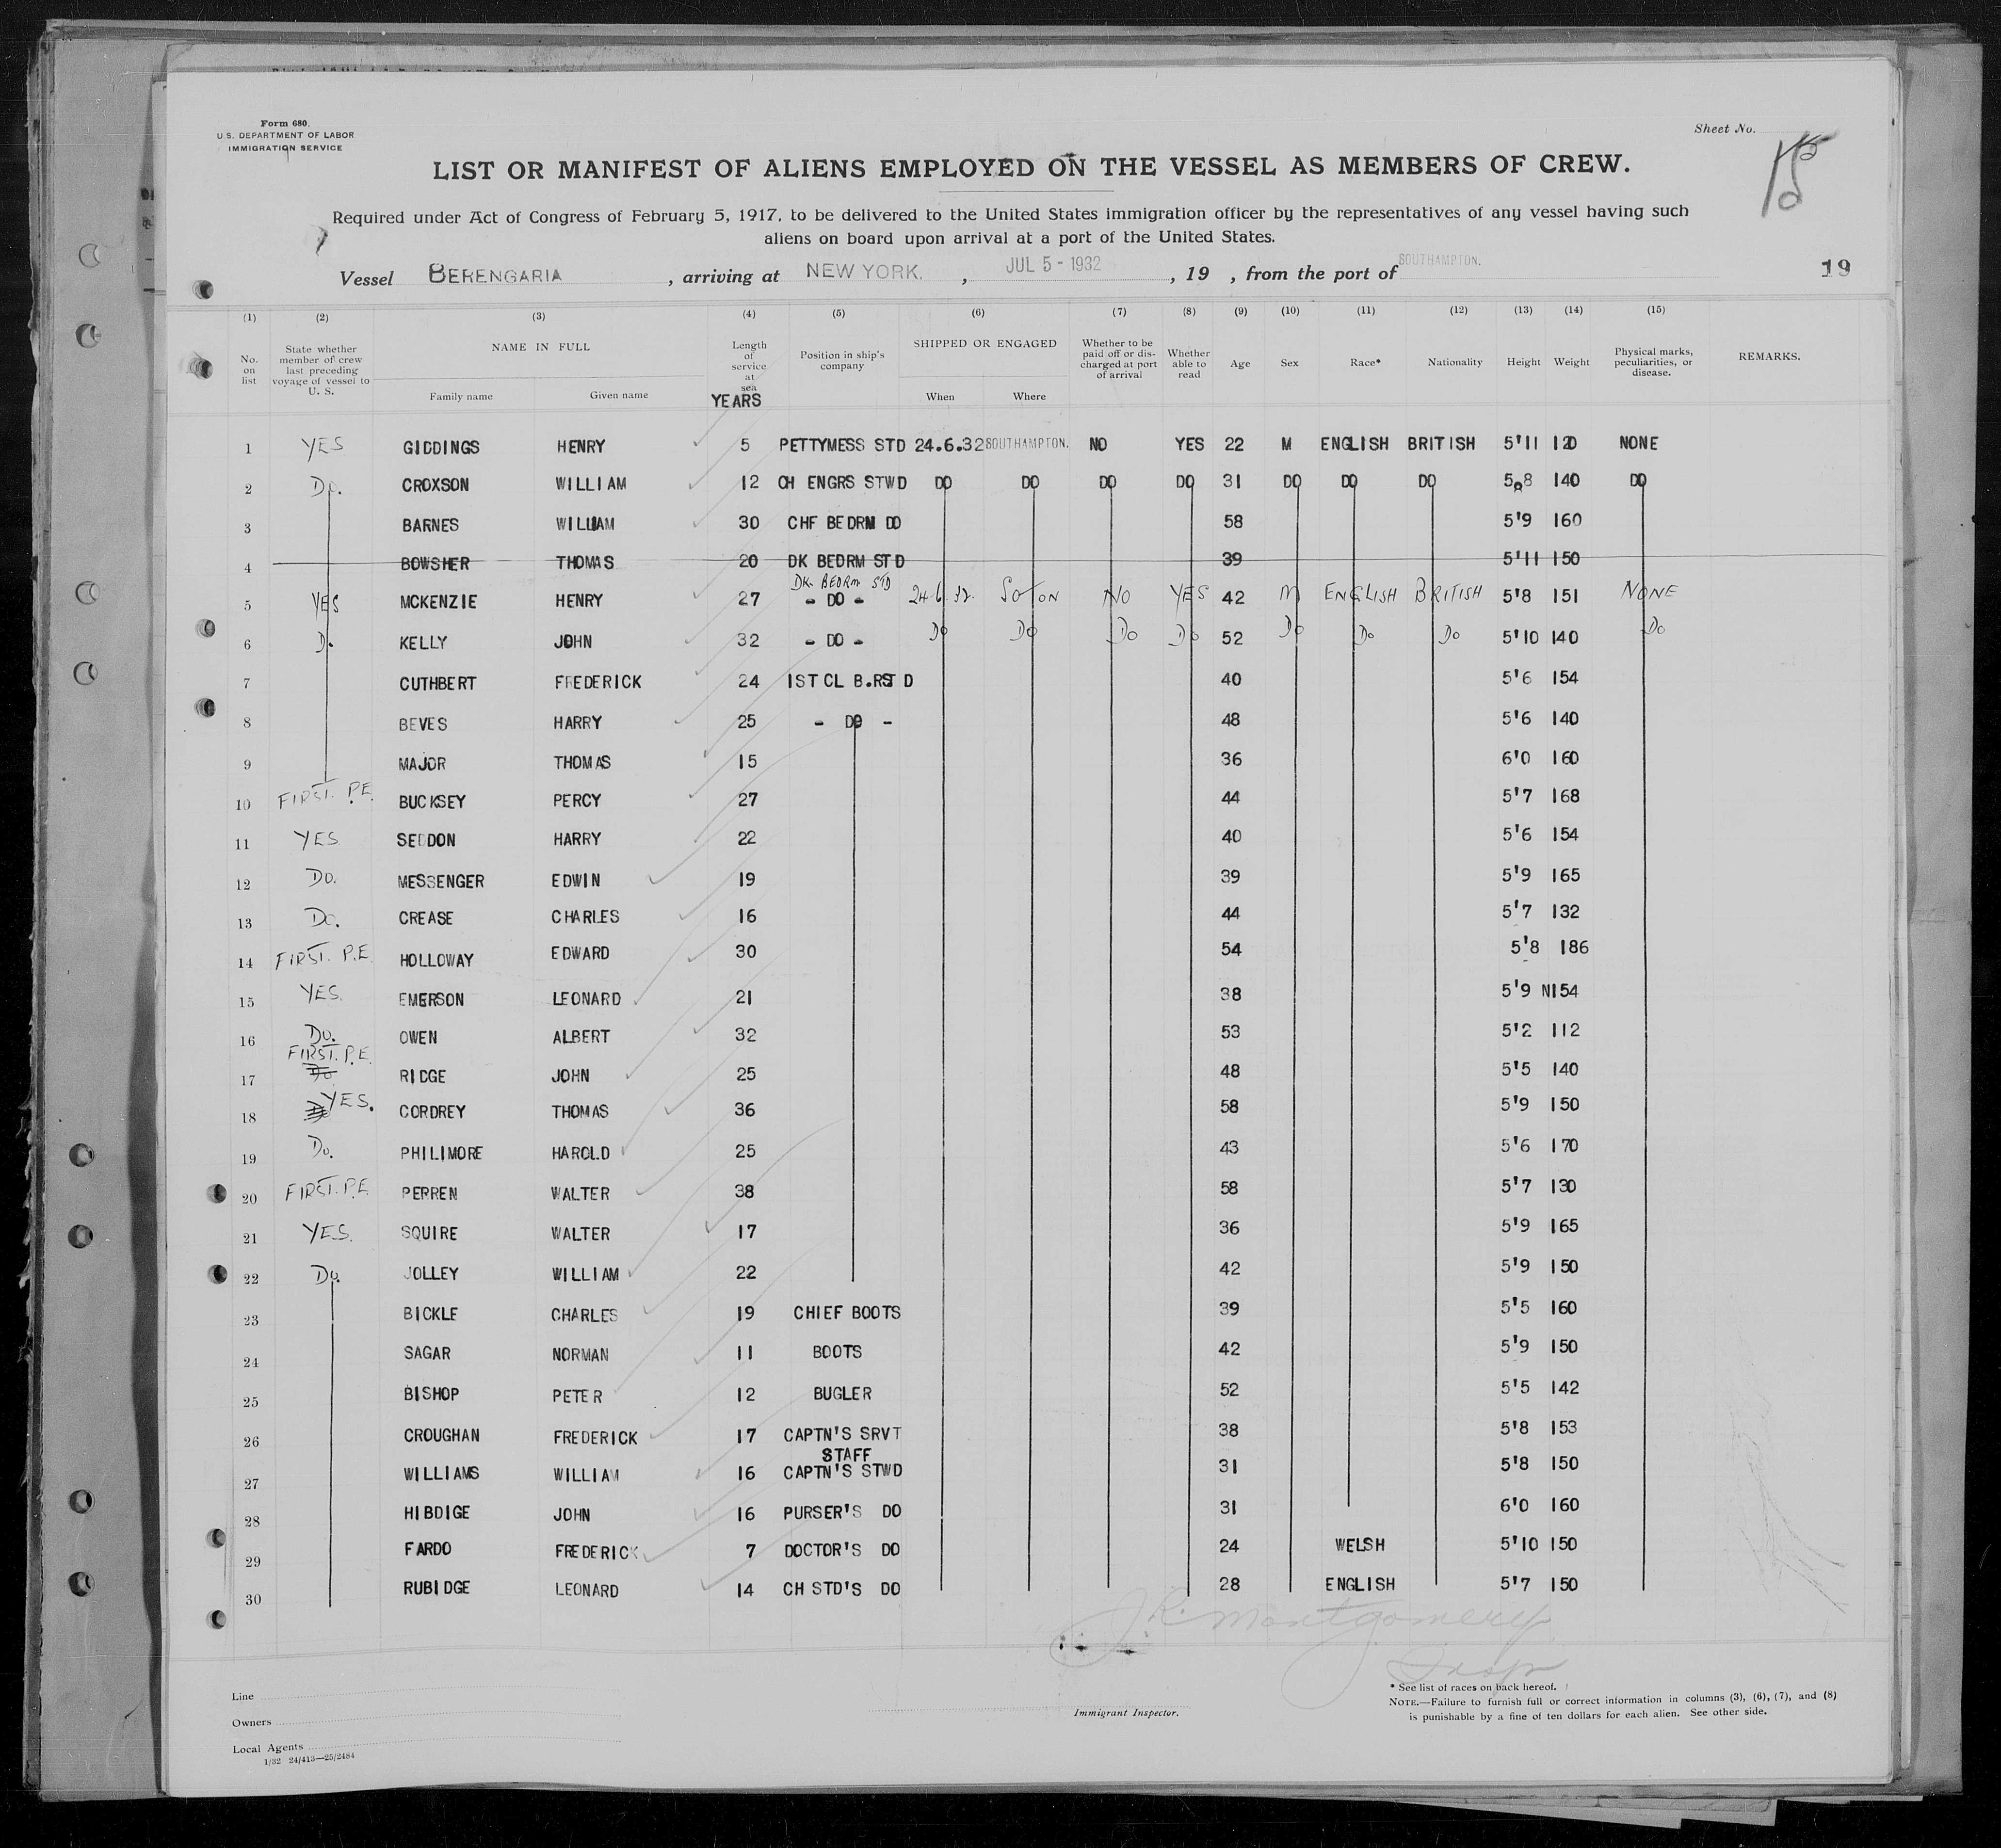 Form 680.
U.S. DEPARTMENT OF LABOR
IMMIGRATION SERVICE
Sheet No.
15
LIST OR MANIFEST OF ALIENS EMPLOYED ON THE VESSEL AS MEMBERS OF CREW.
Required under Act of Congress of February 5, 1917, to be delivered to the United States immigration officer by the representatives of any vessel having such
aliens on board upon arrival at a port of the United States.
Vessel BERENGARIA, arriving at NEW YORK., JUL 5 - 1932, 19 , from the port of SOUTHAMPTON. 19
(1) (2) (3) (4) (5) (6) (7) (8) (9) (10) (11) (12) (13) (14) (15)
No. on list State whether member of crew last preceding voyage of vessel to U. S. NAME IN FULL Family name Given name Length of service at sea YEARS Position in ship's company SHIPPED OR ENGAGED When Where Whether to be paid off or discharged at port of arrival Whether able to read Age Sex Race* Nationality Height Weight Physical marks, peculiarities, or disease. REMARKS.
1 YES GIDDINGS HENRY 5 PETTYMESS STD 24.6.32 SOUTHAMPTON. NO YES 22 M ENGLISH BRITISH 5'11 120 NONE
2 Do. CROXSON WILLIAM 12 CH ENGRS STWD DO DO DO DO 31 DO DO DO 5'8 140 DO
3 BARNES WILLIAM 30 CHF BEDRM DO 58 5'9 160
4 BOWSHER THOMAS 20 DK BEDRM STD 39 5'11 150
DK. BEDRM STD
5 YES MCKENZIE HENRY 27 - DO - 24.6.32. SOTON NO YES 42 M ENGLISH BRITISH 5'8 151 NONE
6 Do. KELLY JOHN 32 - DO - Do Do Do Do 52 Do Do Do 5'10 140 Do
7 CUTHBERT FREDERICK 24 1ST CL B.R STD 40 5'6 154
8 BEVES HARRY 25 - DO - 48 5'6 140
9 MAJOR THOMAS 15 36 6'0 160
10 FIRST. P.E. BUCKSEY PERCY 27 44 5'7 168
11 YES SEDDON HARRY 22 40 5'6 154
12 Do. MESSENGER EDWIN 19 39 5'9 165
13 Do. CREASE CHARLES 16 44 5'7 132
14 FIRST. P.E. HOLLOWAY EDWARD 30 54 5'8 186
15 YES. EMERSON LEONARD 21 38 5'9 N154
16 Do. OWEN ALBERT 32 53 5'2 112
17 FIRST. P.E. Do RIDGE JOHN 25 48 5'5 140
18 YES. CORDREY THOMAS 36 58 5'9 150
19 Do. PHILIMORE HAROLD 25 43 5'6 170
20 FIRST. P.E. PERREN WALTER 38 58 5'7 130
21 YES. SQUIRE WALTER 17 36 5'9 165
22 Do. JOLLEY WILLIAM 22 42 5'9 150
23 BICKLE CHARLES 19 CHIEF BOOTS 39 5'5 160
24 SAGAR NORMAN 11 BOOTS 42 5'9 150
25 BISHOP PETER 12 BUGLER 52 5'5 142
26 CROUGHAN FREDERICK 17 CAPTN'S SRVT 38 5'8 153
STAFF
27 WILLIAMS WILLIAM 16 CAPTN'S STWD 31 5'8 150
28 HIBDIGE JOHN 16 PURSER'S DO 31 6'0 160
29 FARDO FREDERICK 7 DOCTOR'S DO 24 WELSH 5'10 150
30 RUBIDGE LEONARD 14 CH STD'S DO 28 ENGLISH 5'7 150
J.R. Montgomery
Insp
Immigrant Inspector.
Line
Owners
Local Agents
1/32 24/413—25/2484
* See list of races on back hereof.
NOTE.—Failure to furnish full or correct information in columns (3), (6), (7), and (8)
is punishable by a fine of ten dollars for each alien. See other side.